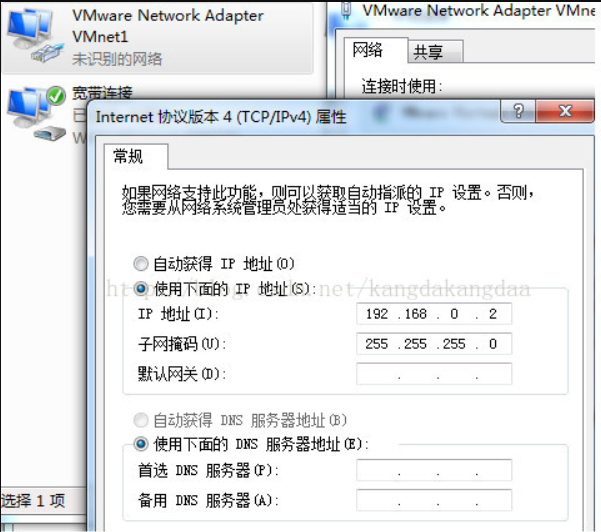 VMware Network Adapter
VMnet1
未识别的网络
宽带连接
VMware Network Adapter VMne
网络
共享
连接时使用:
Internet 协议版本 4 (TCP/IPv4) 属性
常规
如果网络支持此功能，则可以获取自动指派的 IP 设置。否则，
您需要从网络系统管理员处获得适当的 IP 设置。
自动获得 IP 地址(O)
使用下面的 IP 地址(S):
IP 地址(I): 192 . 168 . 0 . 2
子网掩码(U): 255 . 255 . 255 . 0
默认网关(D): . . .
自动获得 DNS 服务器地址(B)
使用下面的 DNS 服务器地址(E):
首选 DNS 服务器(P): . . .
备用 DNS 服务器(A): . . .
选择 1 项